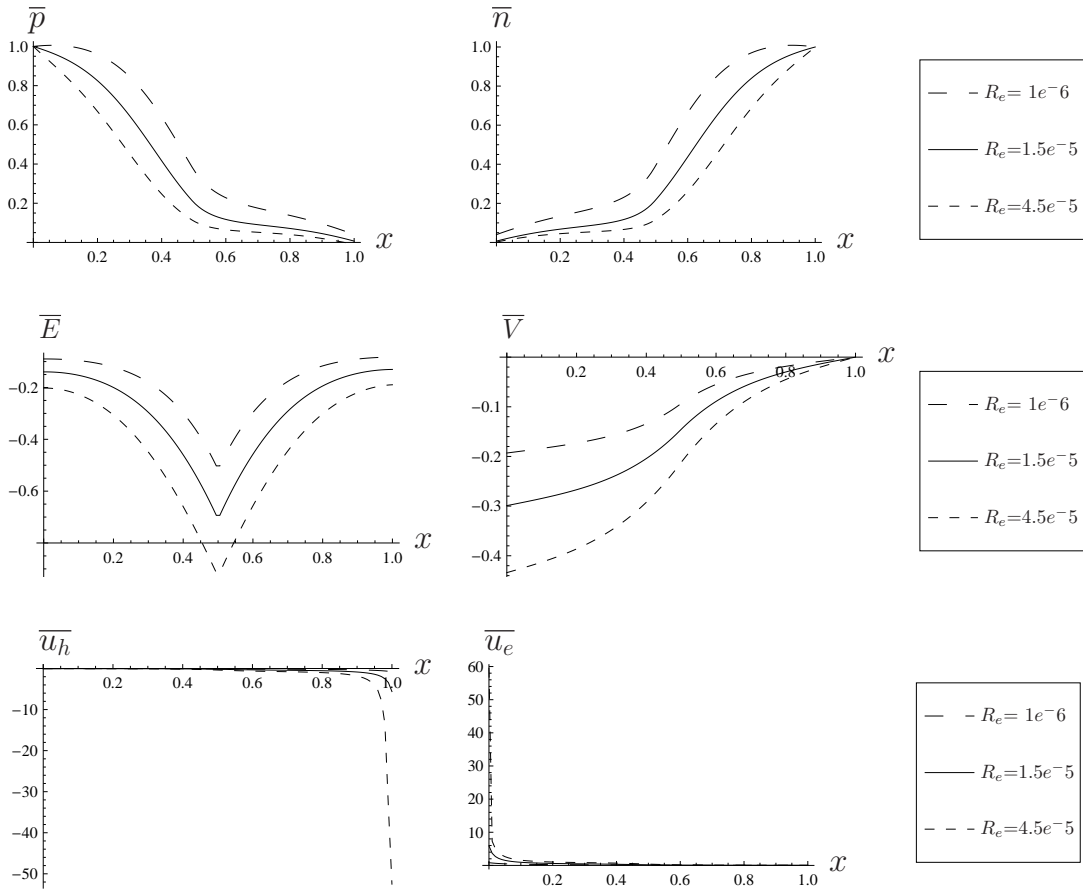 p̅
1.0
0.8
0.6
0.4
0.2
0.2 0.4 0.6 0.8 1.0
x
n̅
1.0
0.8
0.6
0.4
0.2
0.2 0.4 0.6 0.8 1.0
x
R_e= 1e^−6
R_e=1.5e^−5
R_e=4.5e^−5
E̅
−0.2
−0.4
−0.6
0.2 0.4 0.6 0.8 1.0
x
V̅
x
0.2 0.4 0.6 0.8 1.0
−0.1
−0.2
−0.3
−0.4
R_e= 1e^−6
R_e=1.5e^−5
R_e=4.5e^−5
u_h̅
x
0.2 0.4 0.6 0.8 1.0
−10
−20
−30
−40
−50
u_e̅
60
50
40
30
20
10
0
0.2 0.4 0.6 0.8 1.0
x
R_e= 1e^−6
R_e=1.5e^−5
R_e=4.5e^−5